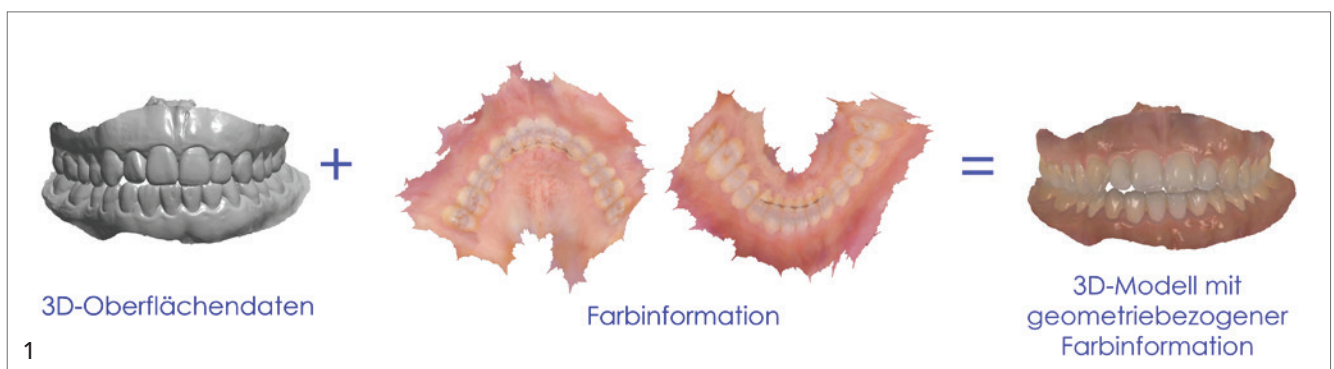 +
=
3D-Oberflächendaten
Farbinformation
3D-Modell mit
geometriebezogener
Farbinformation
1